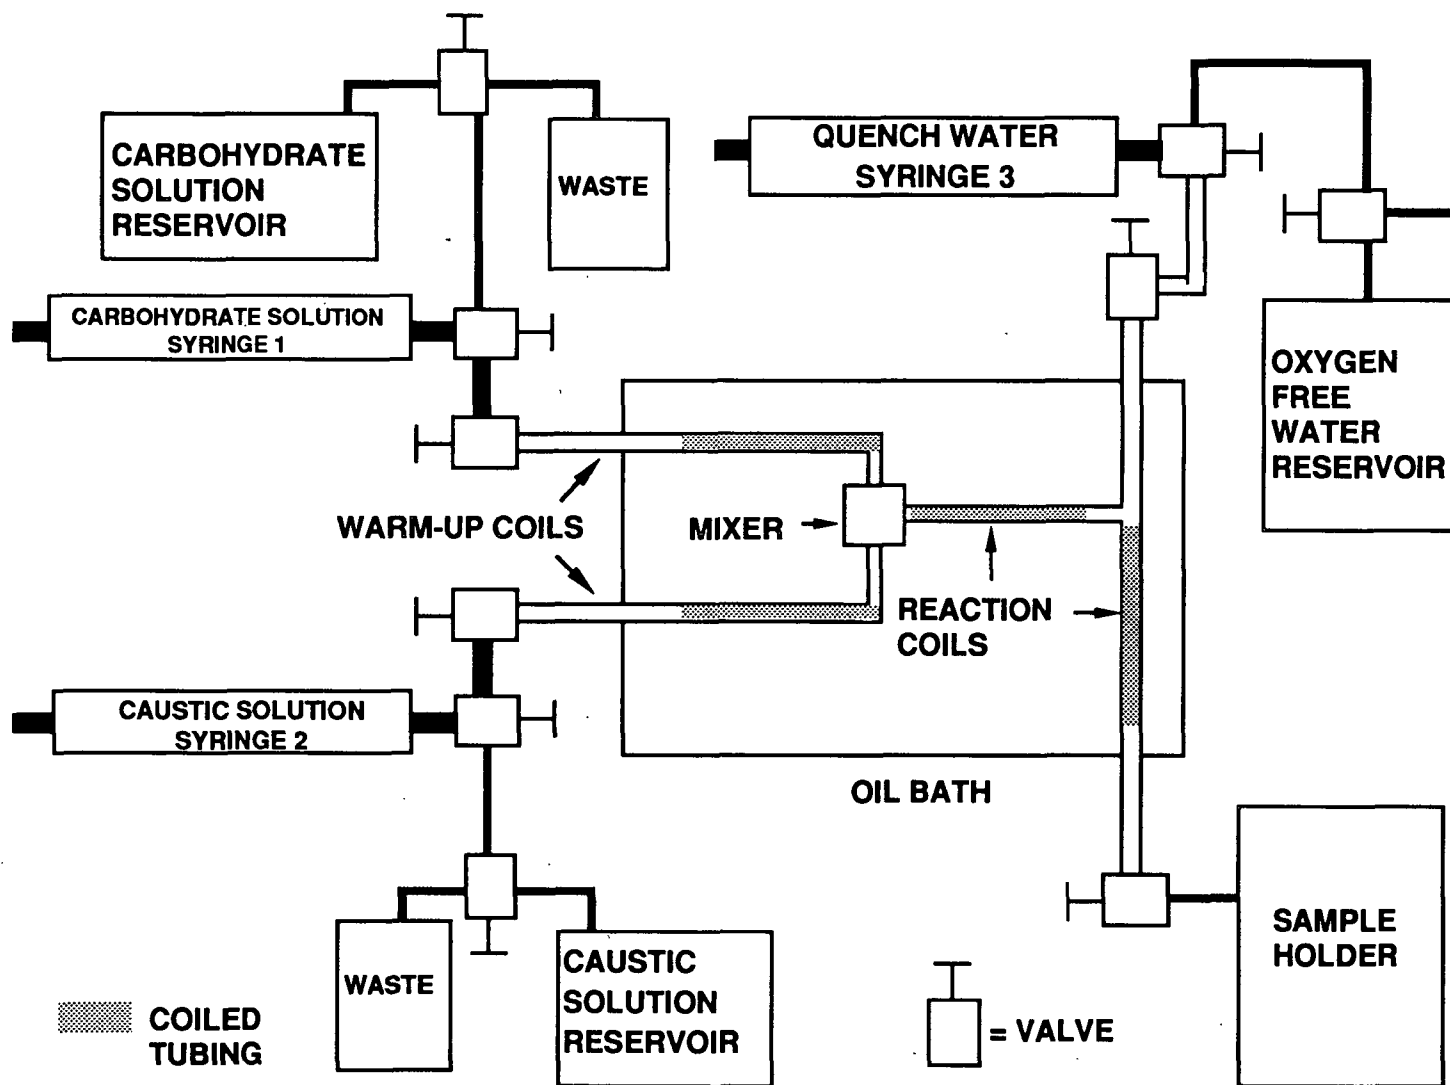 CARBOHYDRATE
SOLUTION
RESERVOIR
WASTE
QUENCH WATER
SYRINGE 3
CARBOHYDRATE SOLUTION
SYRINGE 1
OXYGEN
FREE
WATER
RESERVOIR
WARM-UP COILS
MIXER
REACTION
COILS
CAUSTIC SOLUTION
SYRINGE 2
OIL BATH
WASTE
CAUSTIC
SOLUTION
RESERVOIR
SAMPLE
HOLDER
COILED
TUBING
= VALVE